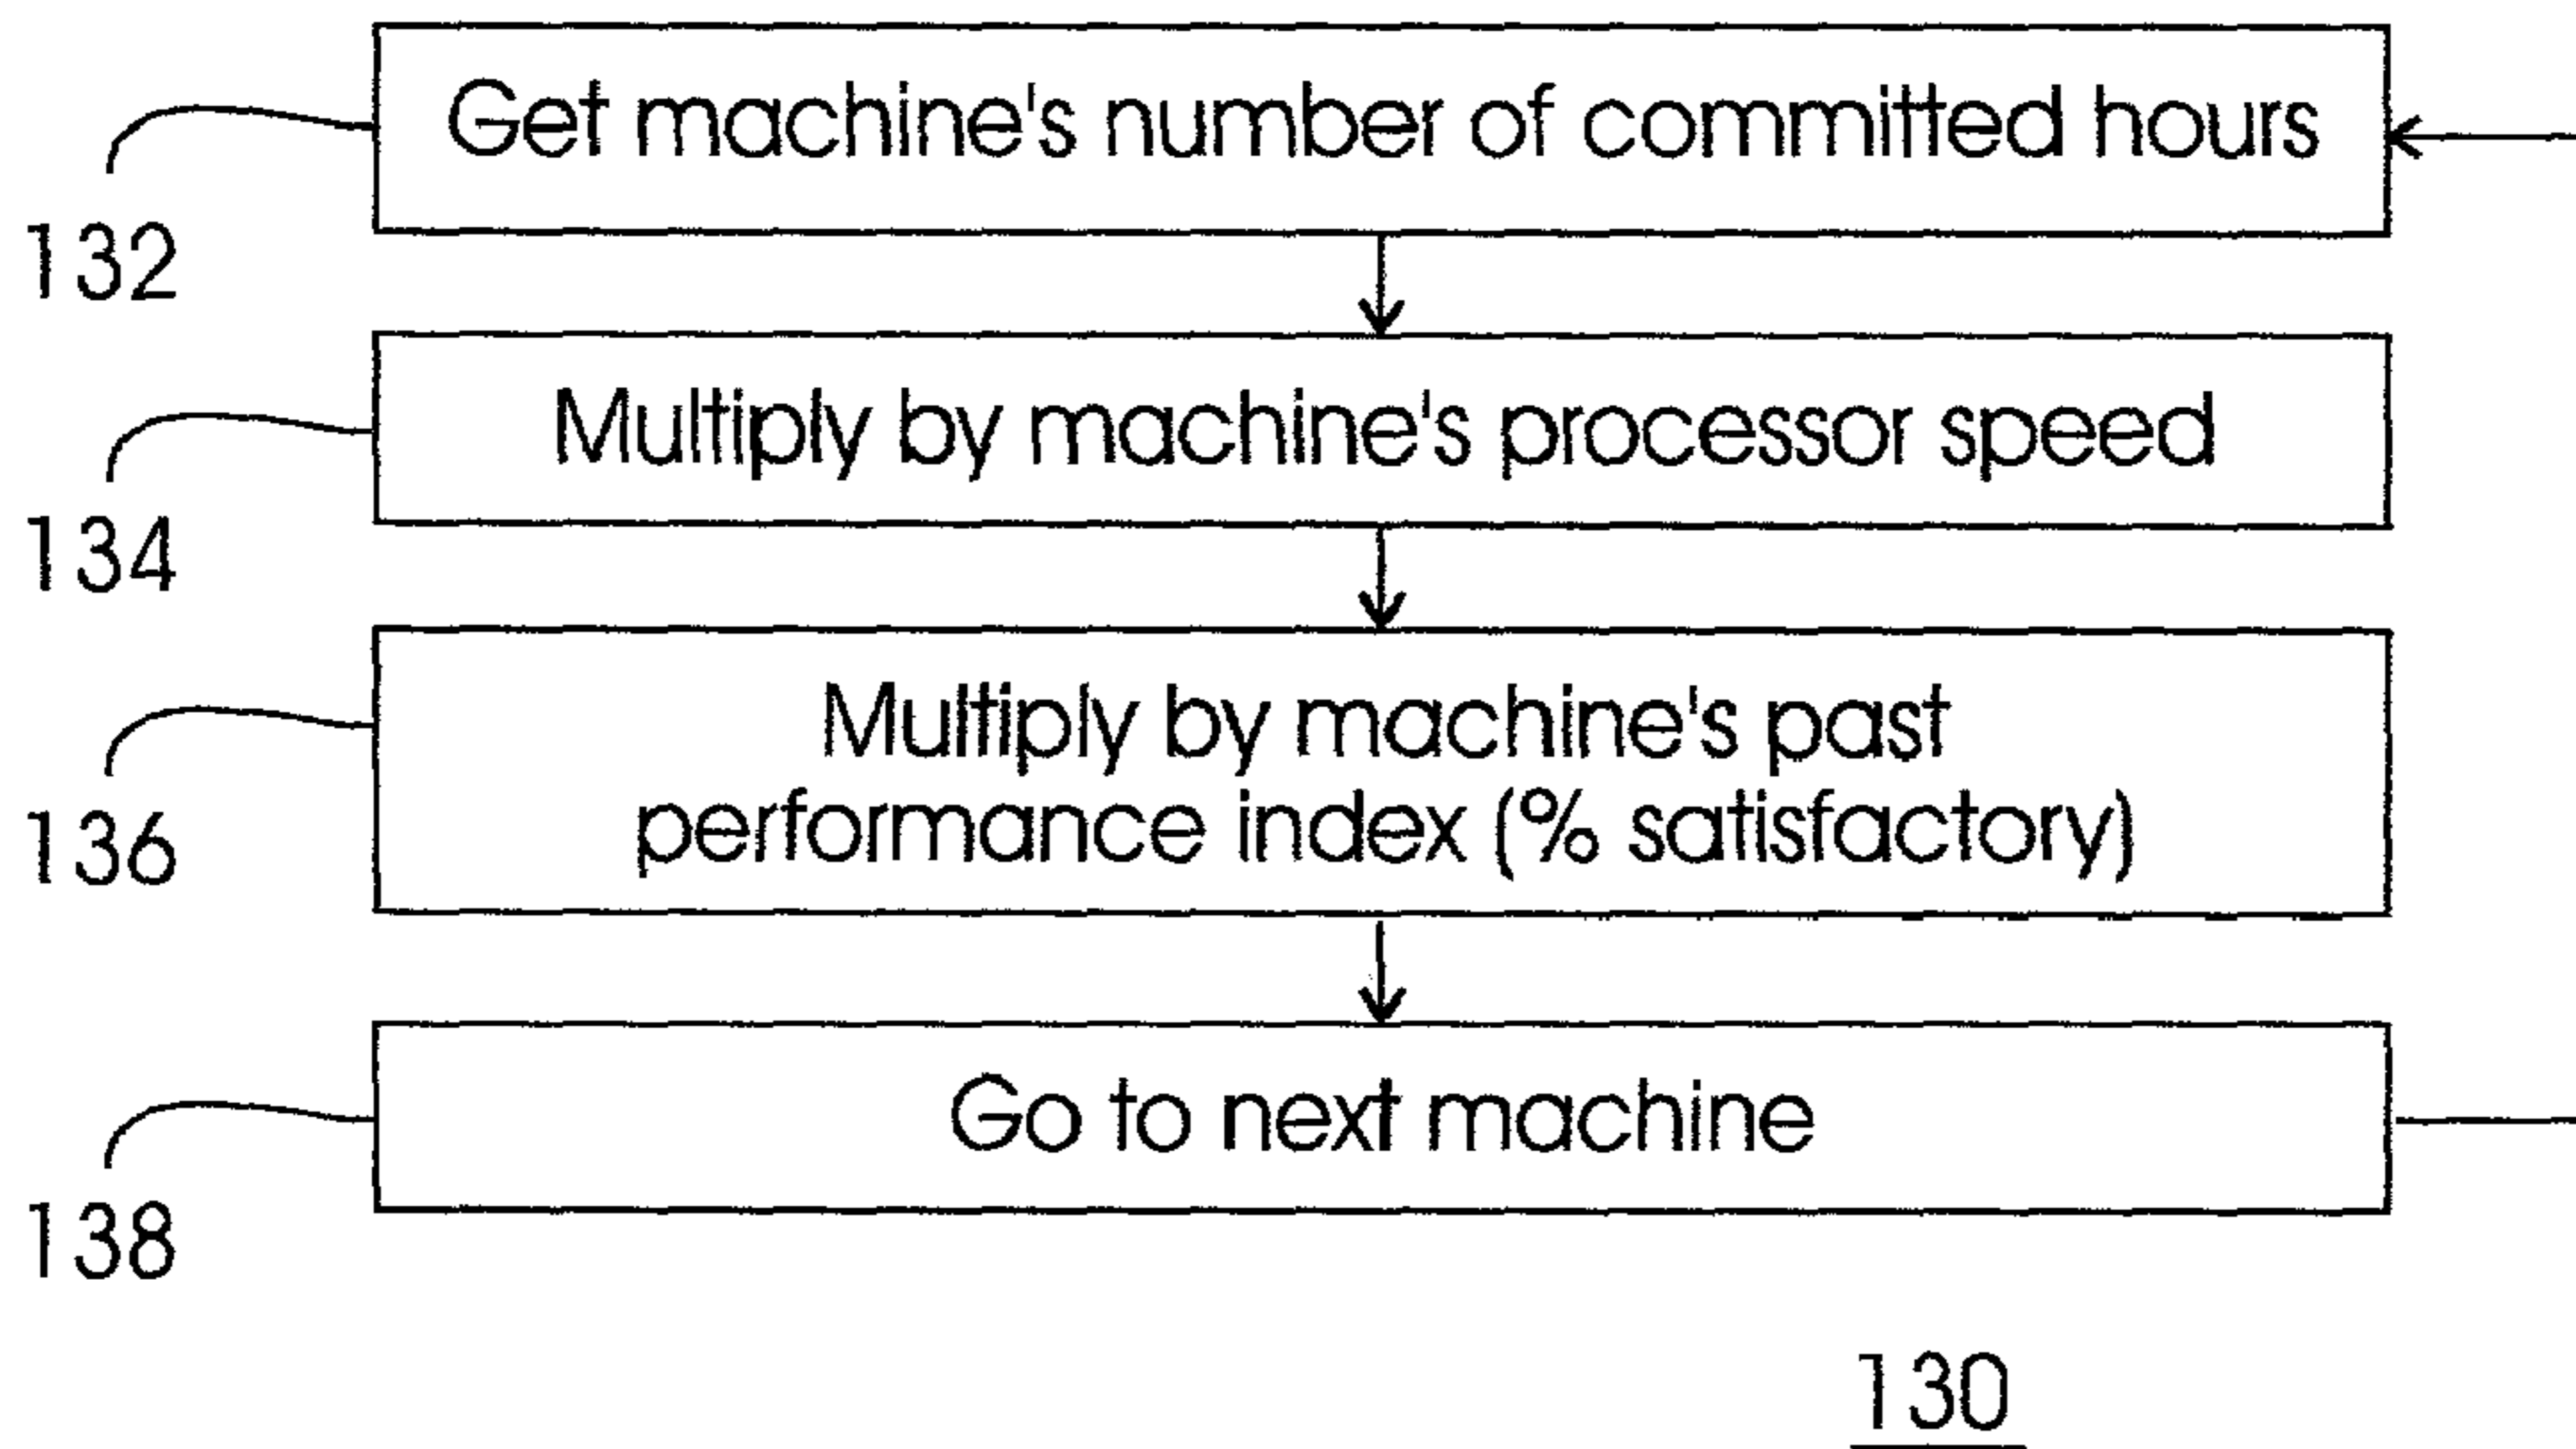 Get machine's number of committed hours
132
Multiply by machine's processor speed
134
Multiply by machine's past
performance index (% satisfactory)
136
Go to next machine
138
130